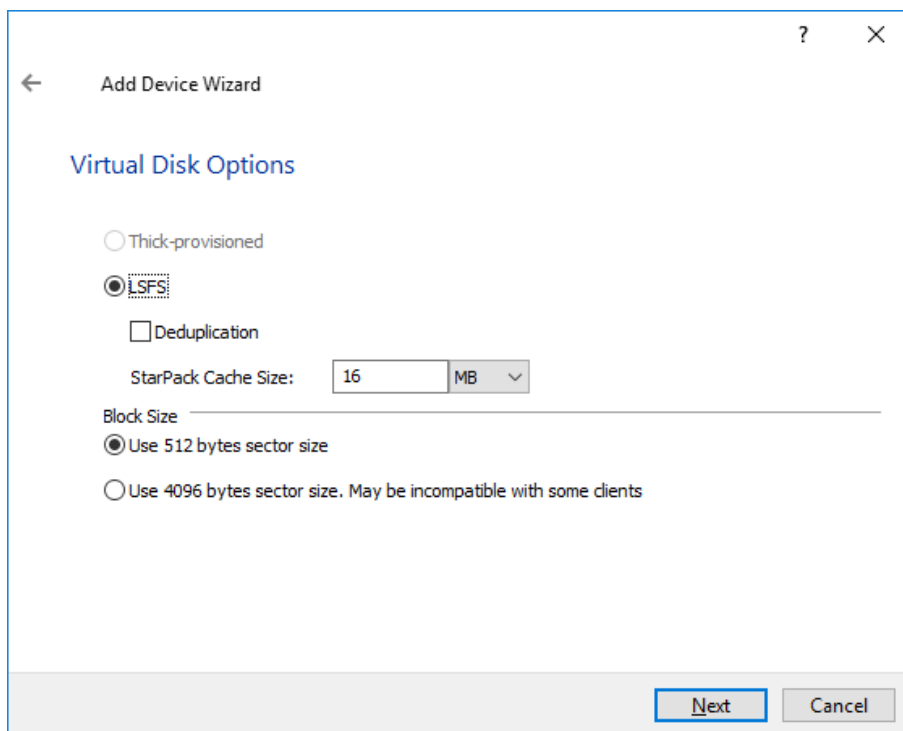 ?
Add Device Wizard
Virtual Disk Options
Thick-provisioned
LSFS
Deduplication
StarPack Cache Size: 16 MB
Block Size
Use 512 bytes sector size
Use 4096 bytes sector size. May be incompatible with some clients
Next Cancel